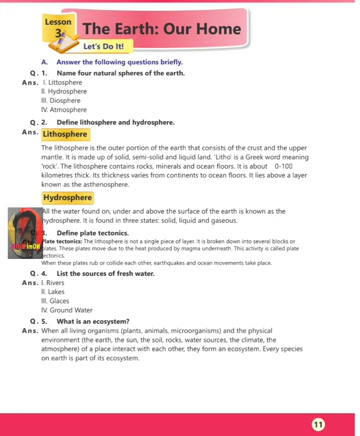 Lesson
3
The Earth: Our Home
Let's Do It!
A. Answer the following questions briefly.
Q. 1. Name four natural spheres of the earth.
Ans. I. Littosphere
II. Hydrosphere
III. Diosphere
IV. Atmosphere
Q. 2. Define lithosphere and hydrosphere.
Ans. Lithosphere
The lithosphere is the outer portion of the earth that consists of the crust and the upper
mantle. It is made up of solid, semi-solid and liquid land. 'Litho' is a Greek word meaning
'rock'. The lithosphere contains rocks, minerals and ocean floors. It is about 0-100
kilometres thick. Its thickness varies from continents to ocean floors. It lies above a layer
known as the asthenosphere.
Hydrosphere
All the water found on, under and above the surface of the earth is known as the
hydrosphere. It is found in three states: solid, liquid and gaseous.
3. Define plate tectonics.
Plate tectonics: The lithosphere is not a single piece of layer. It is broken down into several blocks or
plates. These plates move due to the heat produced by magma underneath. This activity is called plate
tectonics.
When these plates rub or collide each other, earthquakes and ocean movements take place.
Q. 4. List the sources of fresh water.
Ans. I. Rivers
II. Lakes
III. Glaces
IV. Ground Water
Q. 5. What is an ecosystem?
Ans. When all living organisms (plants, animals, microorganisms) and the physical
environment (the earth, the sun, the soil, rocks, water sources, the climate, the
atmosphere) of a place interact with each other, they form an ecosystem. Every species
on earth is part of its ecosystem.
11